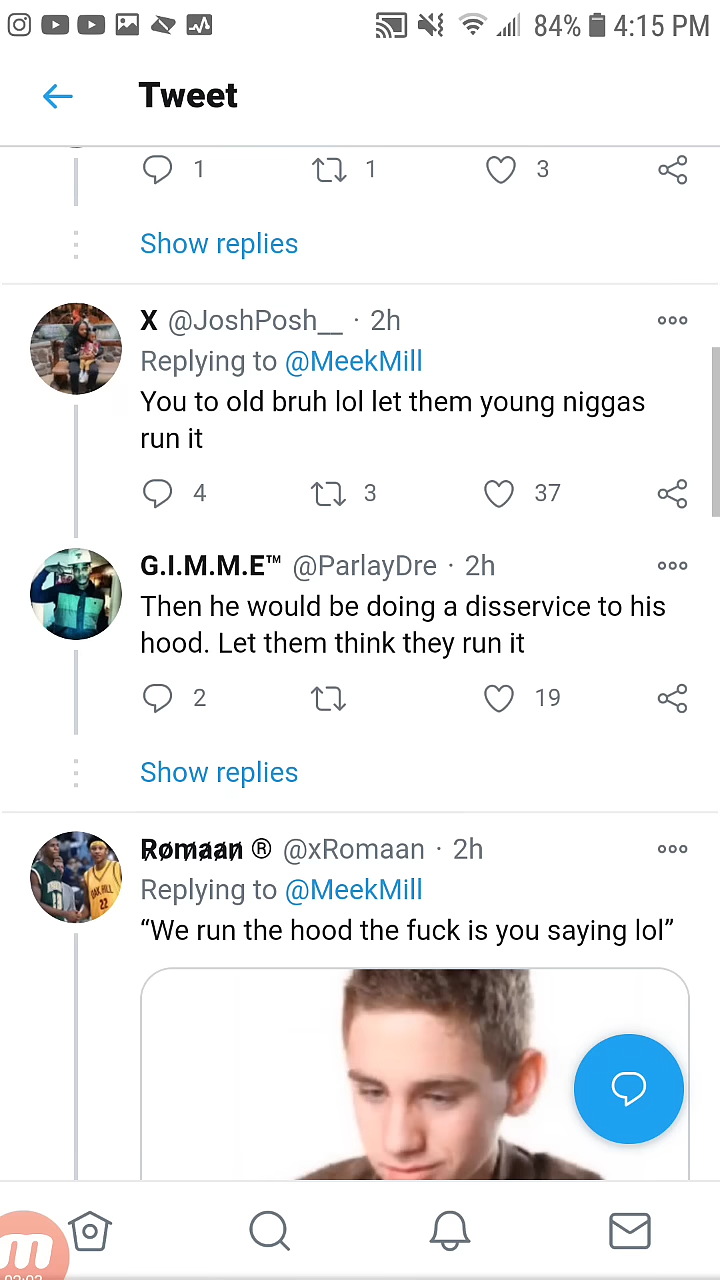 84% 4:15 PM
Tweet
1 1 3
Show replies
X @JoshPosh__ · 2h
Replying to @MeekMill
You to old bruh lol let them young niggas
run it
4 3 37
G.I.M.M.E™ @ParlayDre · 2h
Then he would be doing a disservice to his
hood. Let them think they run it
2 19
Show replies
R̷ø̷m̷a̷a̷n̷ ® @xRomaan · 2h
Replying to @MeekMill
“We run the hood the fuck is you saying lol”
OAK HILL
22
m